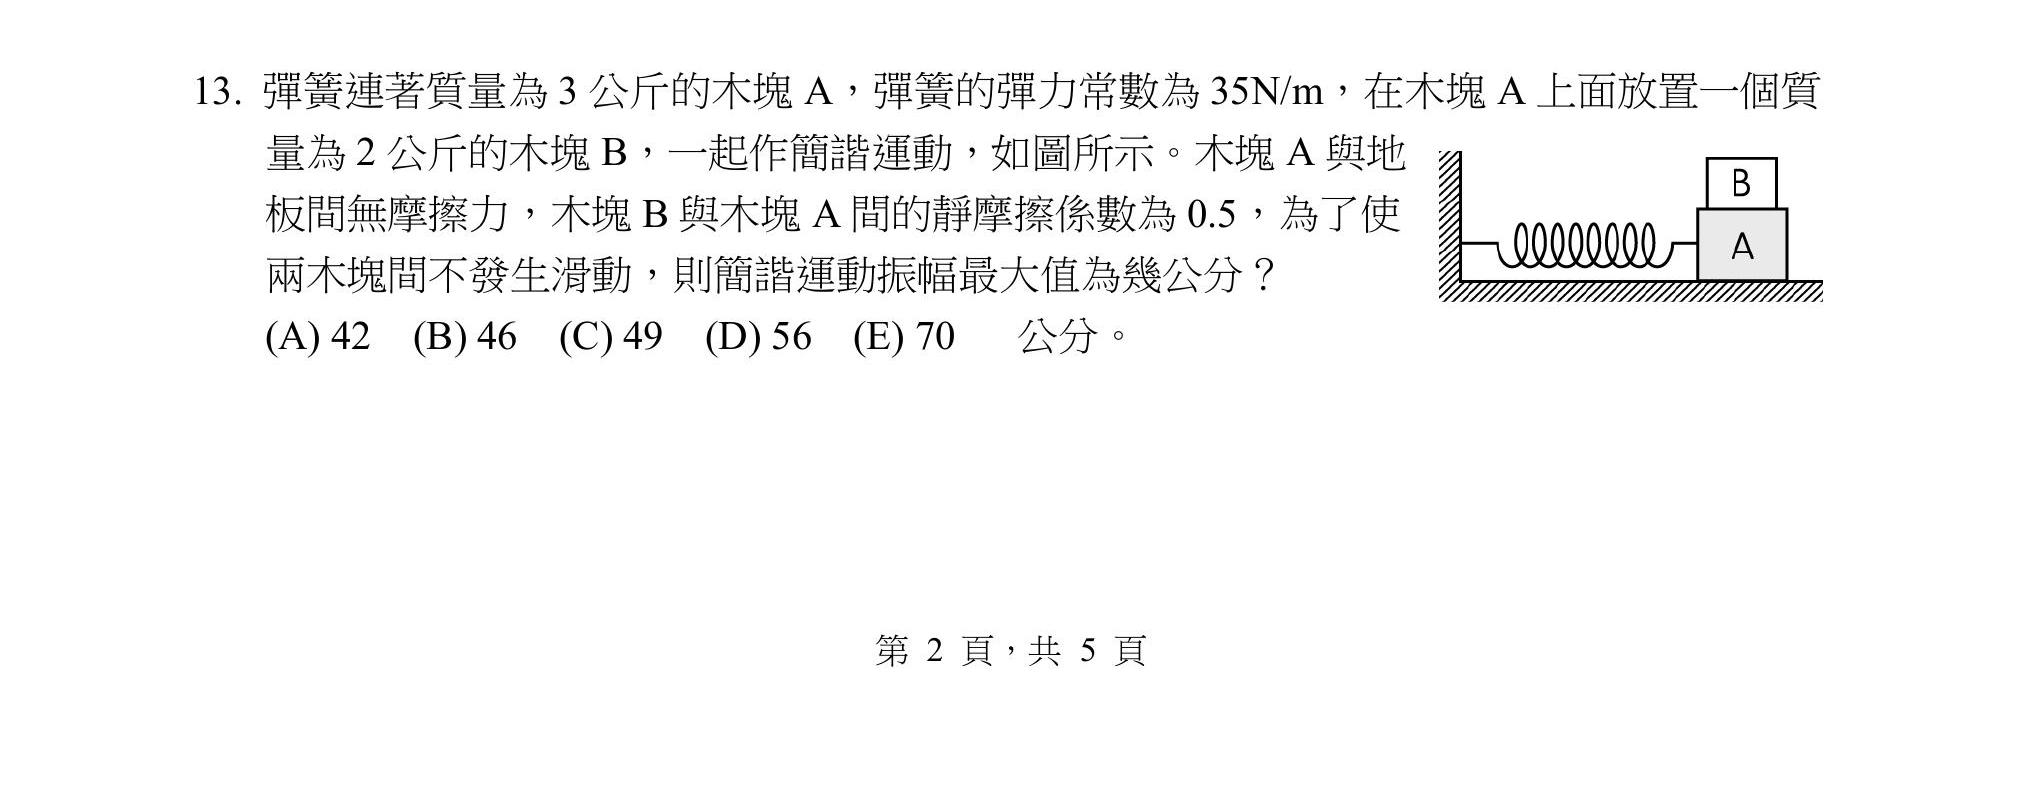 13. 彈簧連著質量為 3 公斤的木塊 A，彈簧的彈力常數為 35N/m，在木塊 A 上面放置一個質
量為 2 公斤的木塊 B，一起作簡諧運動，如圖所示。木塊 A 與地
板間無摩擦力，木塊 B 與木塊 A 間的靜摩擦係數為 0.5，為了使
兩木塊間不發生滑動，則簡諧運動振幅最大值為幾公分？
(A) 42 (B) 46 (C) 49 (D) 56 (E) 70 公分。
B
A
第 2 頁，共 5 頁